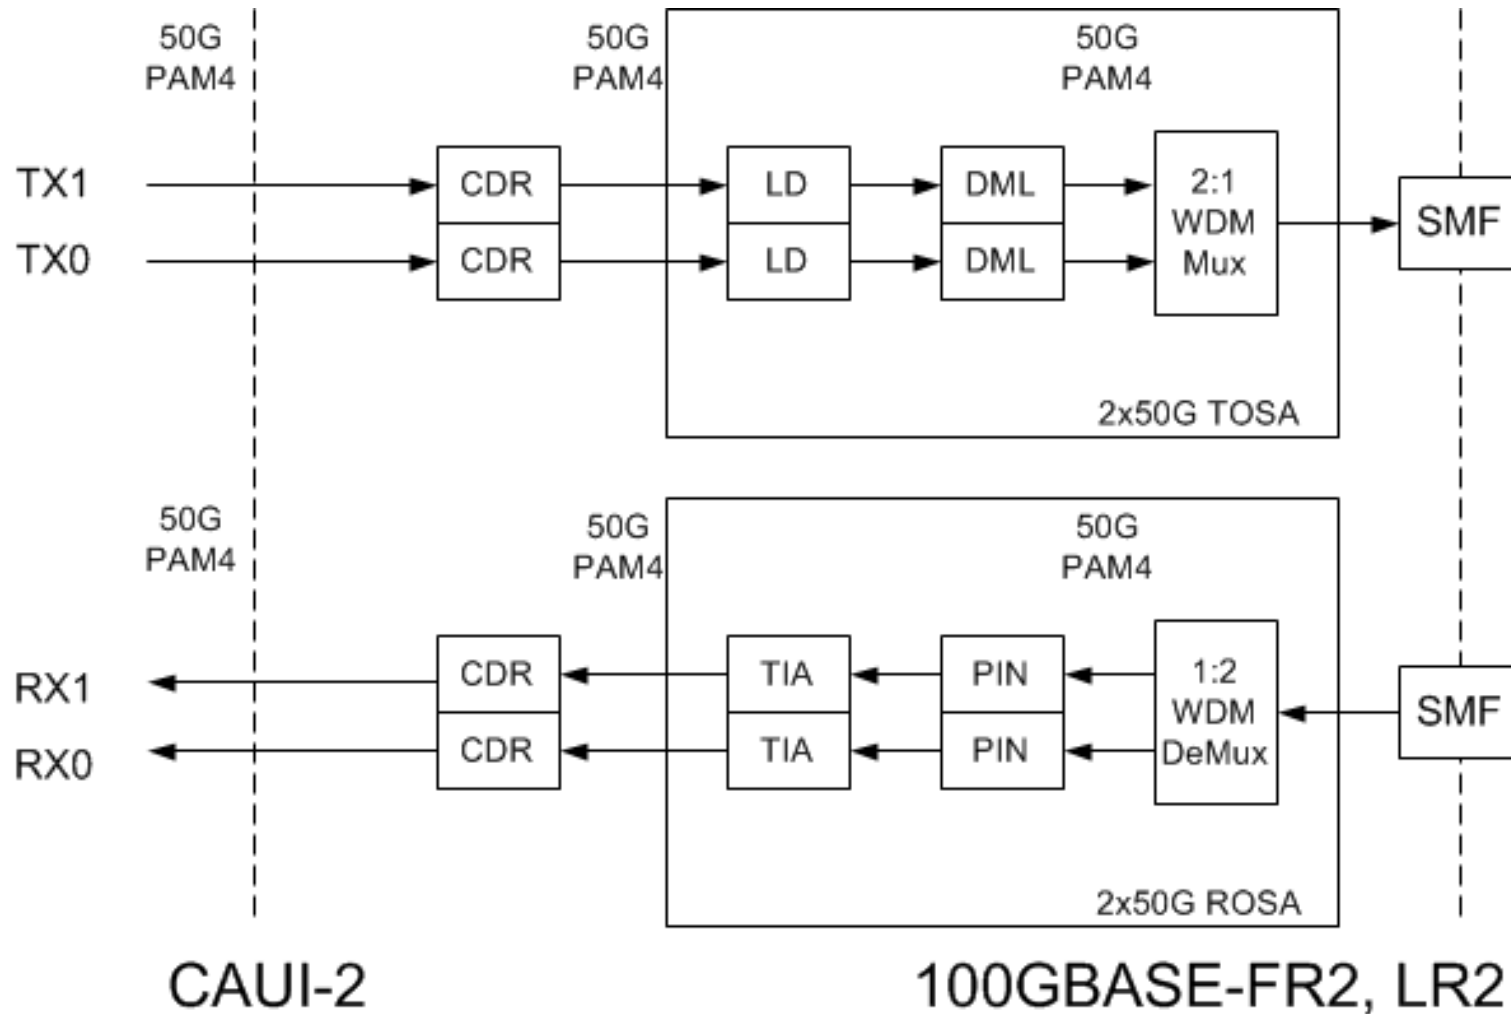 50G
PAM4
50G
PAM4
50G
PAM4
TX1
CDR
LD
DML
2:1
WDM
Mux
SMF
TX0
CDR
LD
DML
2x50G TOSA
50G
PAM4
50G
PAM4
50G
PAM4
RX1
CDR
TIA
PIN
1:2
WDM
DeMux
SMF
RX0
CDR
TIA
PIN
2x50G ROSA
CAUI-2
100GBASE-FR2, LR2